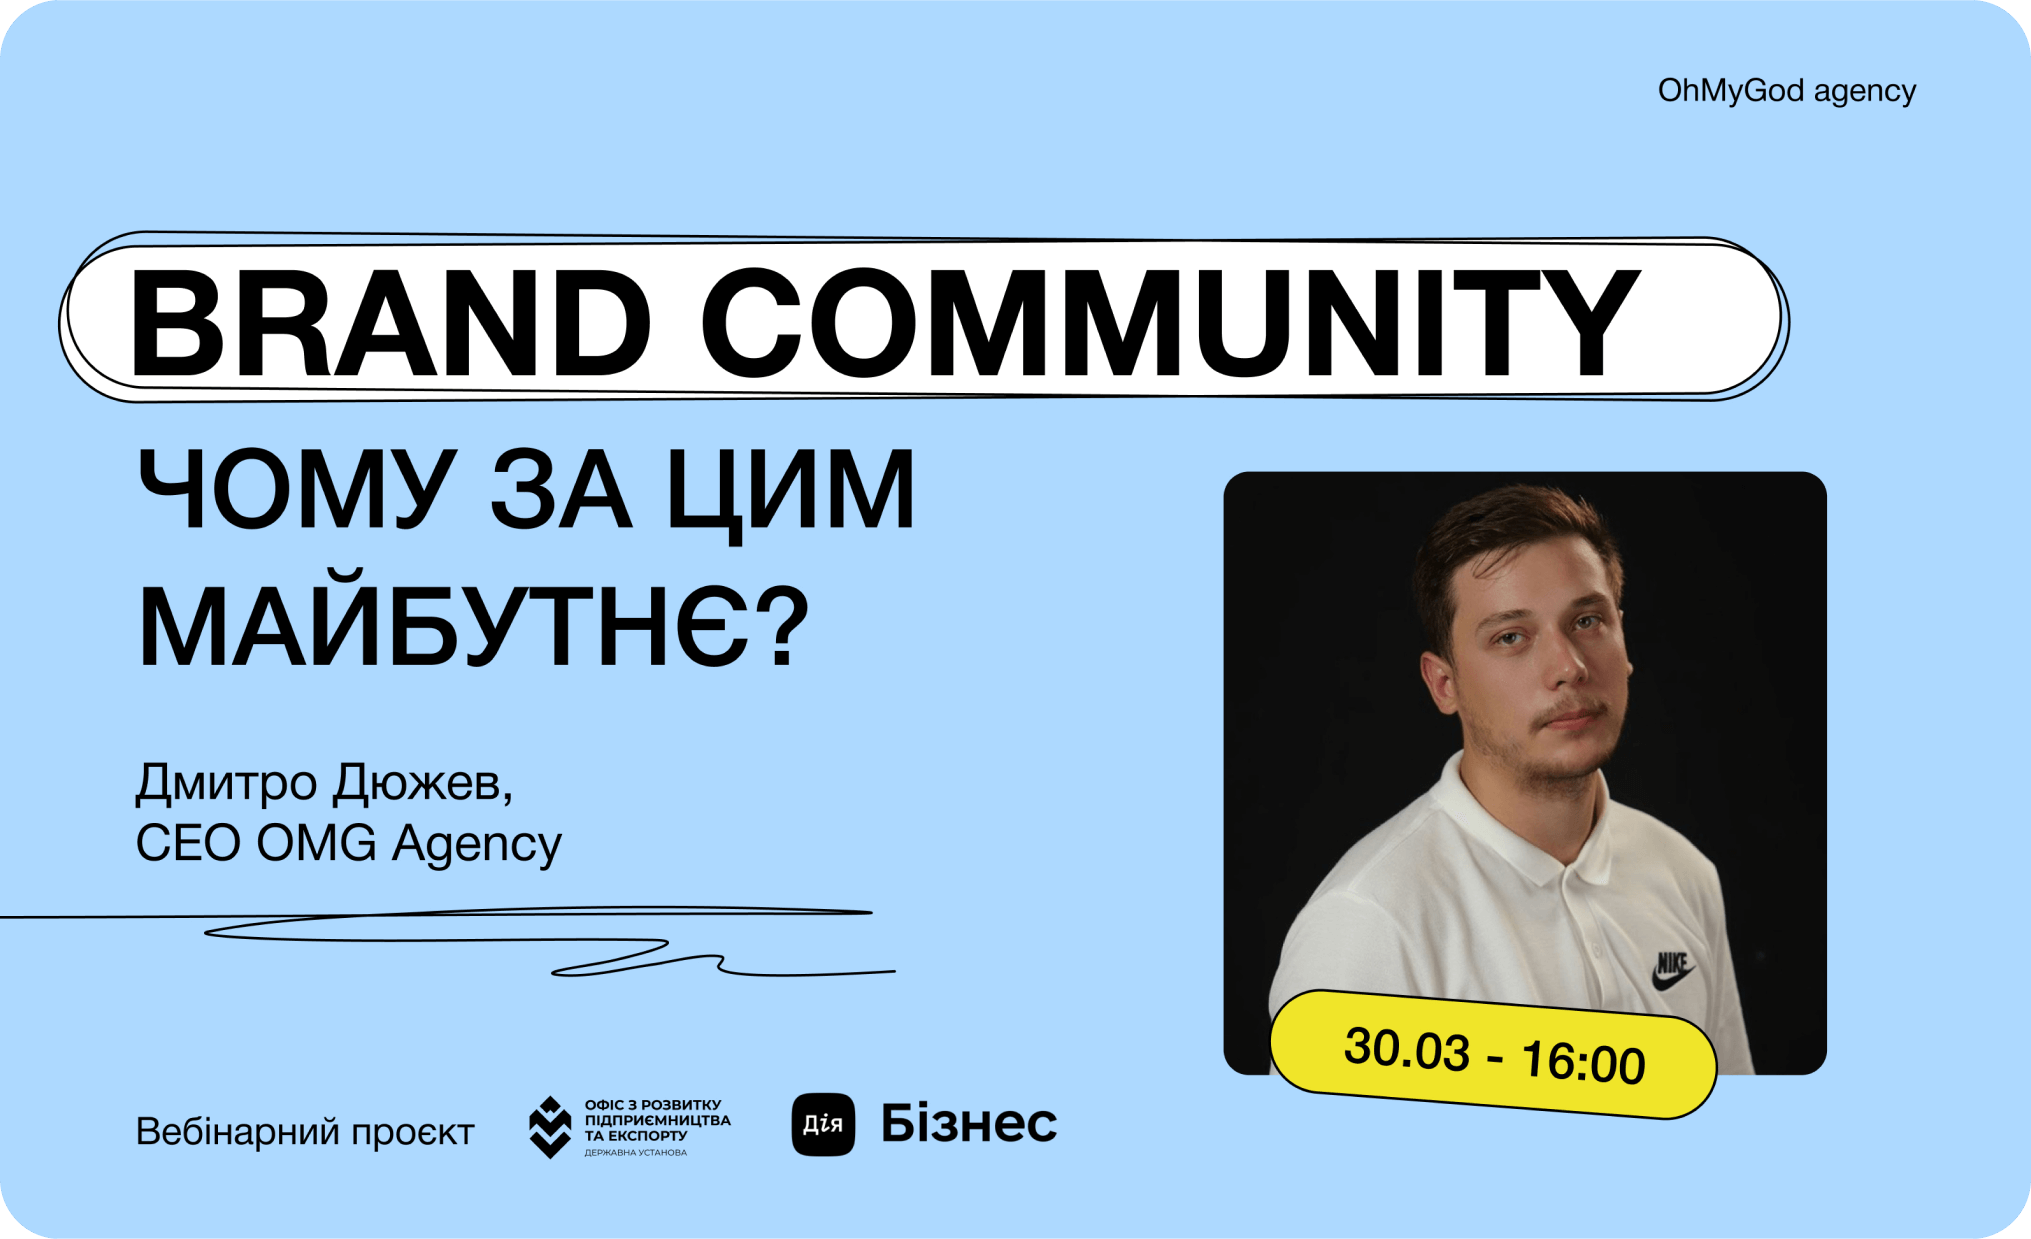 OhMyGod agency
BRAND COMMUNITY
ЧОМУ ЗА ЦИМ
МАЙБУТНЄ?
Дмитро Дюжев,
CEO OMG Agency
NIKE
30.03 - 16:00
Вебінарний проєкт
ОФІС З РОЗВИТКУ
ПІДПРИЄМНИЦТВА
ТА ЕКСПОРТУ
ДЕРЖАВНА УСТАНОВА
Дія
Бізнес